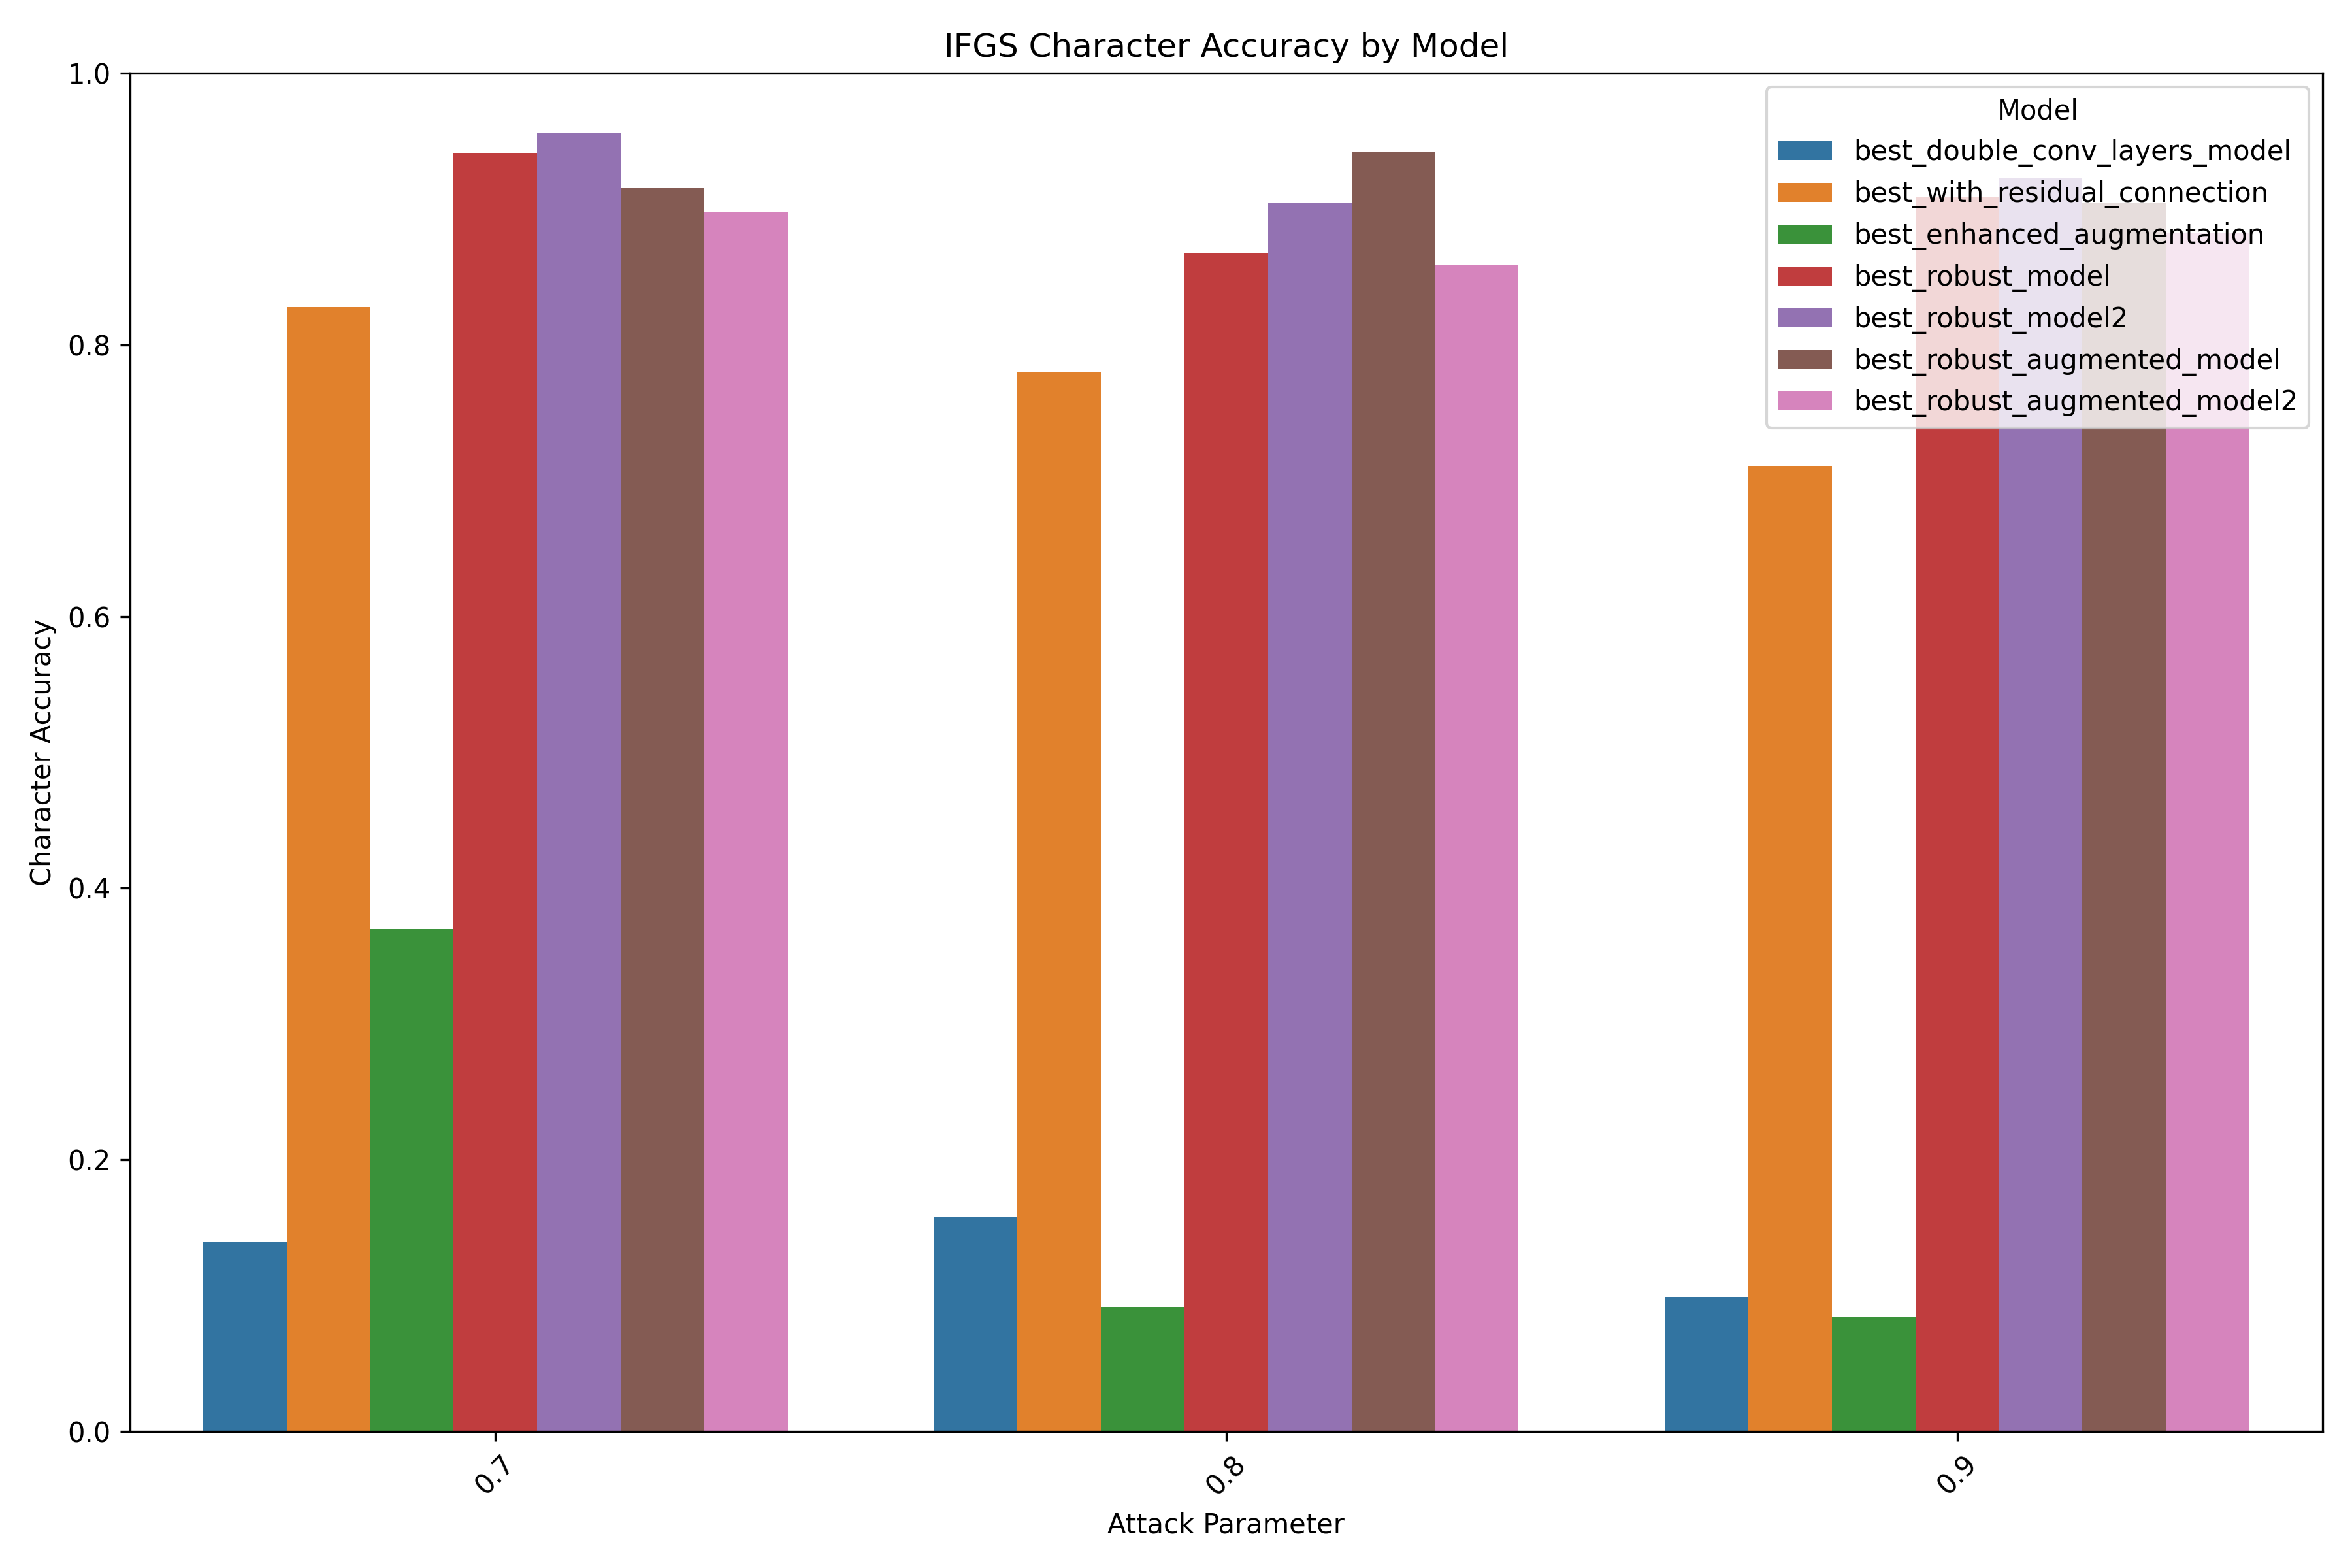 IFGS Character Accuracy by Model
1.0
0.8
0.6
0.4
0.2
0.0
Character Accuracy
Model
best_double_conv_layers_model
best_with_residual_connection
best_enhanced_augmentation
best_robust_model
best_robust_model2
best_robust_augmented_model
best_robust_augmented_model2
0.7
0.8
0.9
Attack Parameter